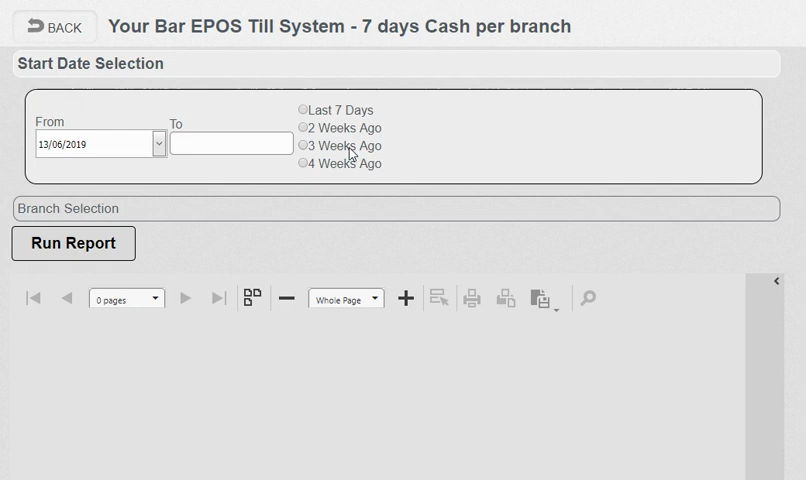 BACK
Your Bar EPOS Till System - 7 days Cash per branch
Start Date Selection
From
To
13/06/2019
Last 7 Days
2 Weeks Ago
3 Weeks Ago
4 Weeks Ago
Branch Selection
Run Report
0 pages
Whole Page